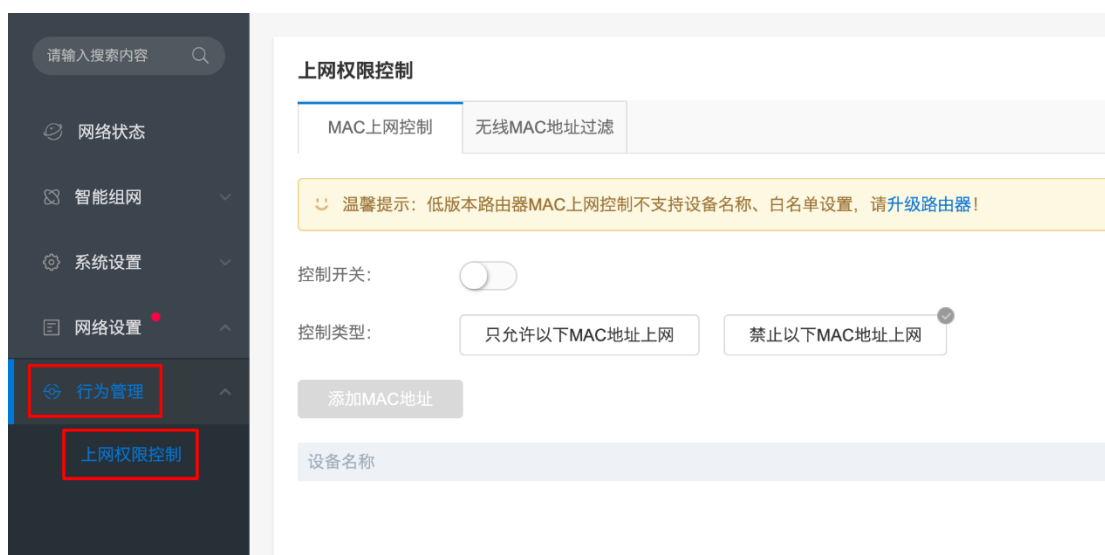 请输入搜索内容
网络状态
智能组网
系统设置
网络设置
行为管理
上网权限控制
上网权限控制
MAC上网控制
无线MAC地址过滤
温馨提示：低版本路由器MAC上网控制不支持设备名称、白名单设置，请升级路由器！
控制开关：
控制类型：
只允许以下MAC地址上网
禁止以下MAC地址上网
添加MAC地址
设备名称